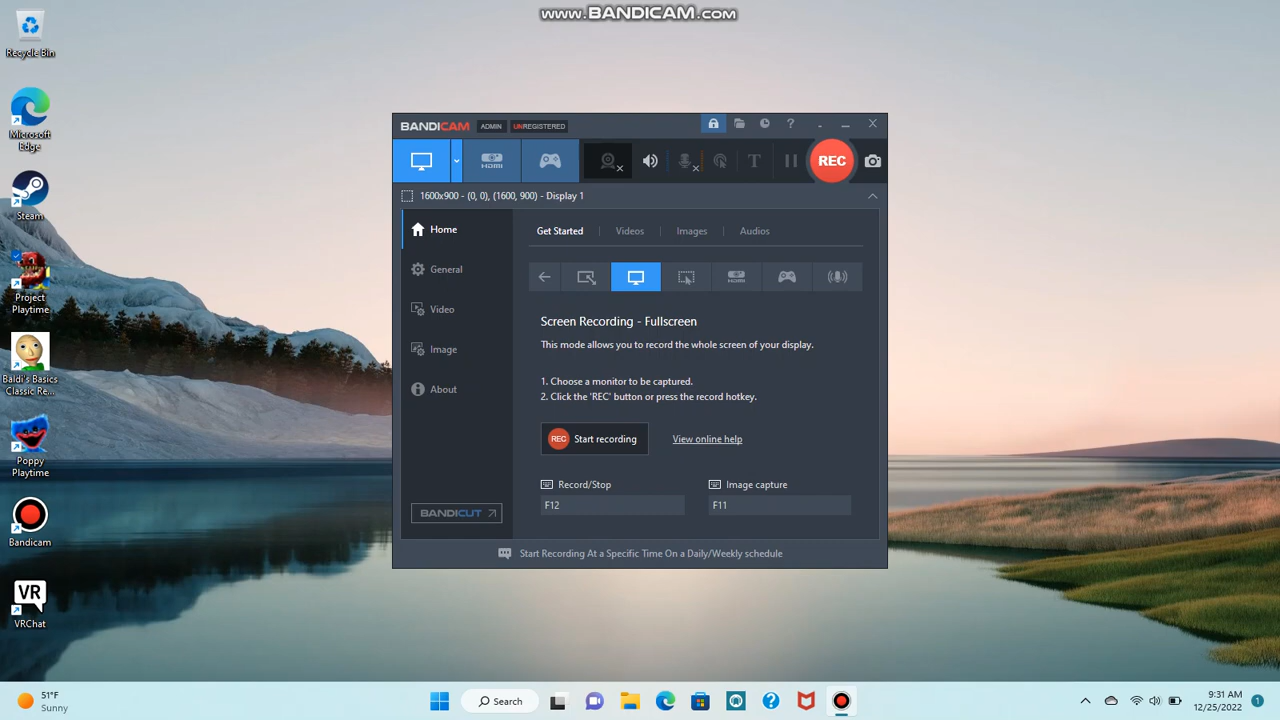 www.BANDICAM.com
Recycle Bin
Microsoft
Edge
Steam
Project
Playtime
Baldi's Basics
Classic Re...
Poppy
Playtime
Bandicam
VR
VRChat
BANDICAM ADMIN UNREGISTERED ?
HDMI T REC
1600x900 - (0, 0), (1600, 900) - Display 1
Home
General
Video
Image
About
BANDICUT
Get Started Videos Images Audios
HDMI
Screen Recording - Fullscreen
This mode allows you to record the whole screen of your display.
1. Choose a monitor to be captured.
2. Click the 'REC' button or press the record hotkey.
REC Start recording View online help
Record/Stop Image capture
F12 F11
Start Recording At a Specific Time On a Daily/Weekly schedule
51°F
Sunny
Search
9:31 AM
12/25/2022
1